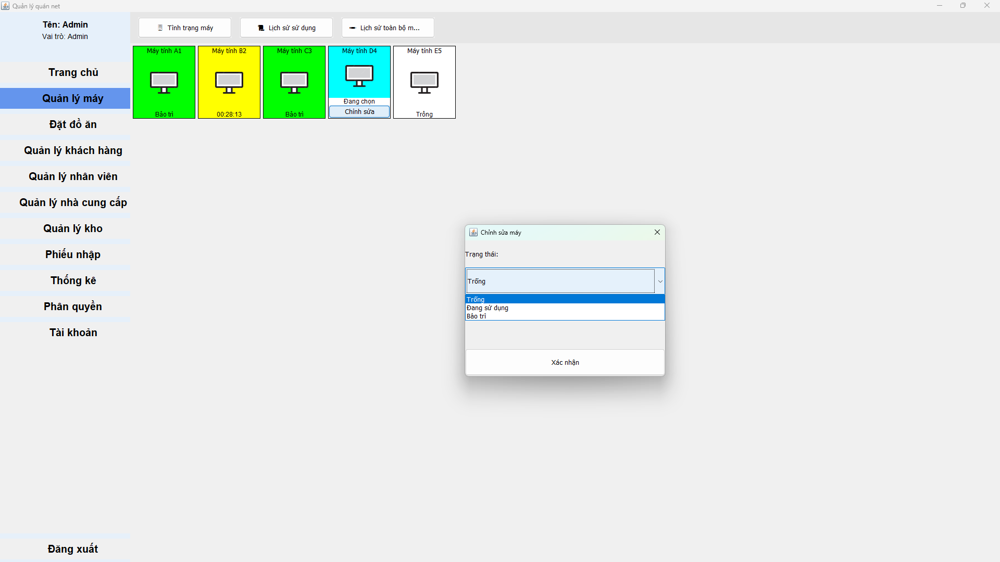 Quản lý quán net
Tên: Admin
Vai trò: Admin
Trang chủ
Quản lý máy
Đặt đồ ăn
Quản lý khách hàng
Quản lý nhân viên
Quản lý nhà cung cấp
Quản lý kho
Phiếu nhập
Thống kê
Phân quyền
Tài khoản
Đăng xuất
Tình trạng máy
Lịch sử sử dụng
Lịch sử toàn bộ m...
Máy tính A1
Bảo trì
Máy tính B2
00:28:13
Máy tính C3
Bảo trì
Máy tính D4
Đang chọn
Chỉnh sửa
Máy tính E5
Trống
Chỉnh sửa máy
Trạng thái:
Trống
Trống
Đang sử dụng
Bảo trì
Xác nhận